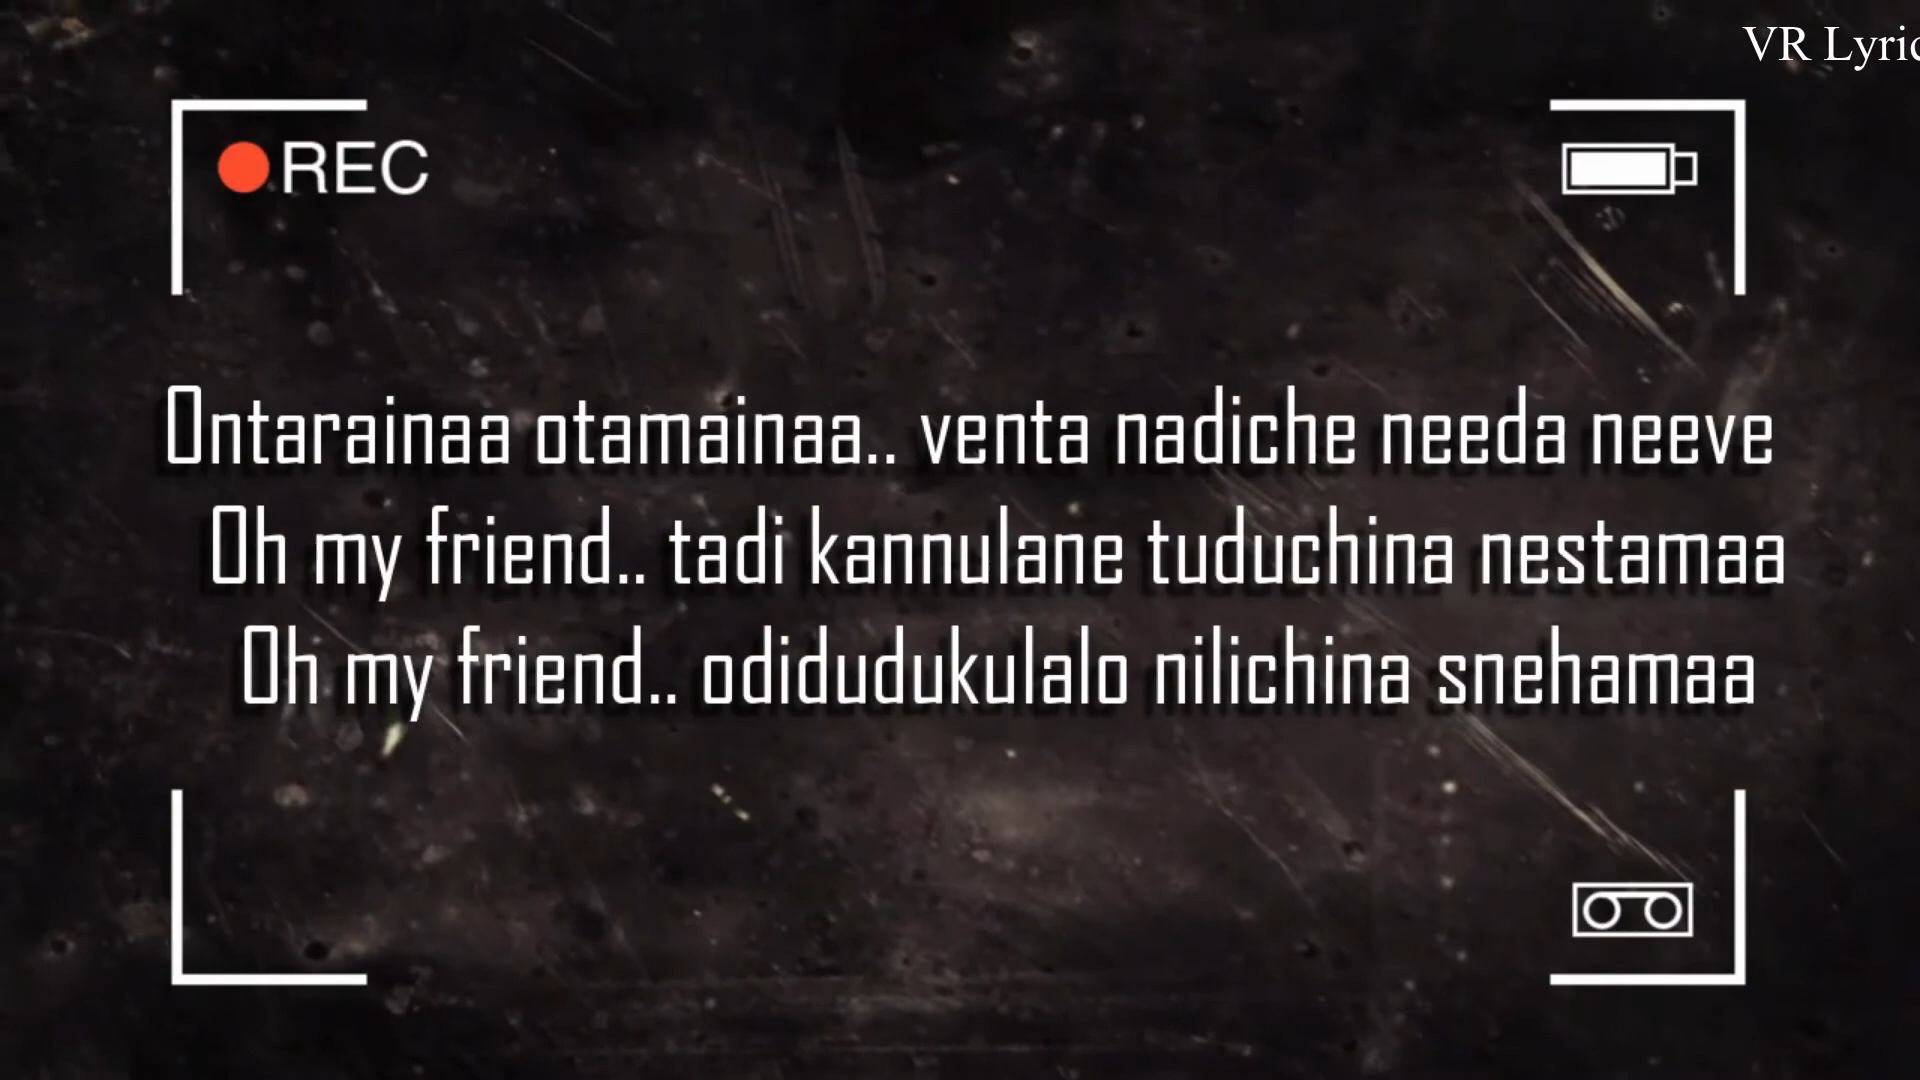 VR Lyric
REC
Ontarainaa otamainaa.. venta nadiche needa neeve
Oh my friend.. tadi kannulane tuduchina nestamaa
Oh my friend.. odidudukulalo nilichina snehamaa